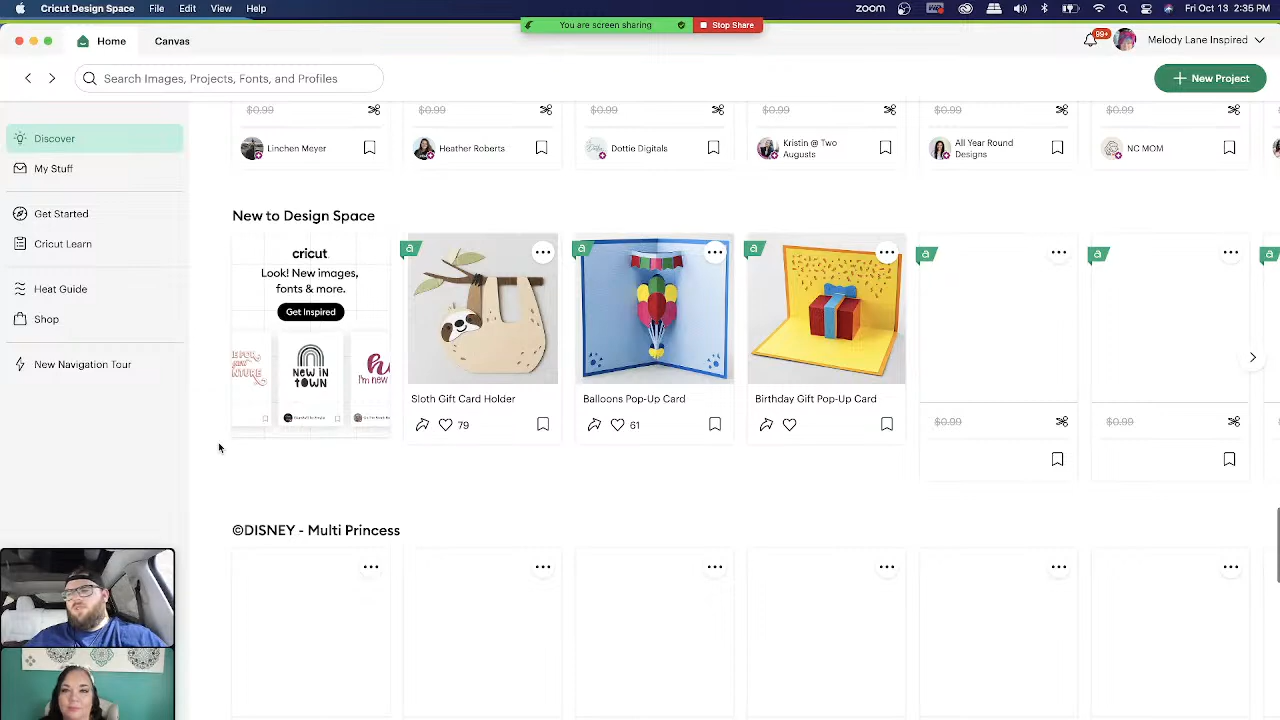 Cricut Design Space File Edit View Help
zoom Fri Oct 13 2:35 PM
You are screen sharing Stop Share
Home Canvas
99+ Melody Lane Inspired
Search Images, Projects, Fonts, and Profiles
New Project
Discover
My Stuff
Get Started
Cricut Learn
Heat Guide
Shop
New Navigation Tour
$0.99 $0.99 $0.99 $0.99 $0.99 $0.99
Linchen Meyer
Heather Roberts
Dottie Digitals
Kristin @ Two
Augusts
All Year Round
Designs
NC MOM
New to Design Space
cricut
Look! New images,
fonts & more.
Get Inspired
NEW IN
TOWN
I'm new
a a a a a a
Sloth Gift Card Holder
79
Balloons Pop-Up Card
61
Birthday Gift Pop-Up Card
$0.99 $0.99
©DISNEY - Multi Princess